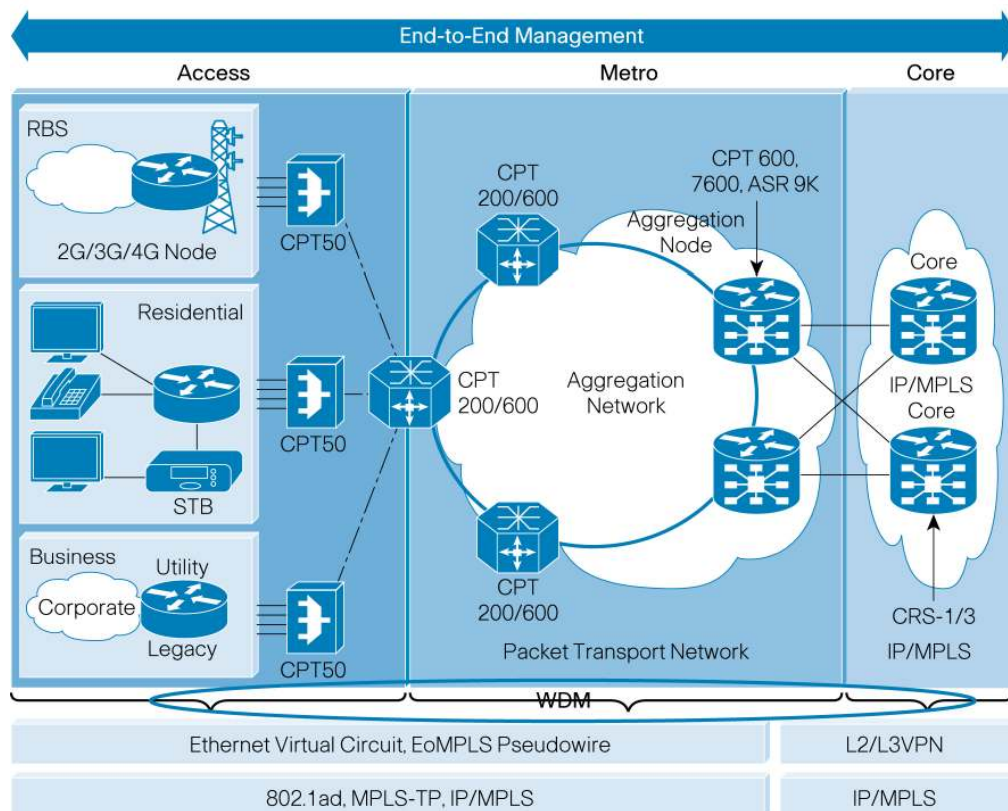 End-to-End Management
Access
Metro
Core
RBS
2G/3G/4G Node
CPT50
Residential
STB
CPT50
Business
Utility
Corporate
Legacy
CPT50
CPT
200/600
CPT
200/600
CPT
200/600
CPT 600,
7600, ASR 9K
Aggregation
Node
Aggregation
Network
Packet Transport Network
Core
IP/MPLS
Core
CRS-1/3
IP/MPLS
WDM
Ethernet Virtual Circuit, EoMPLS Pseudowire
L2/L3VPN
802.1ad, MPLS-TP, IP/MPLS
IP/MPLS